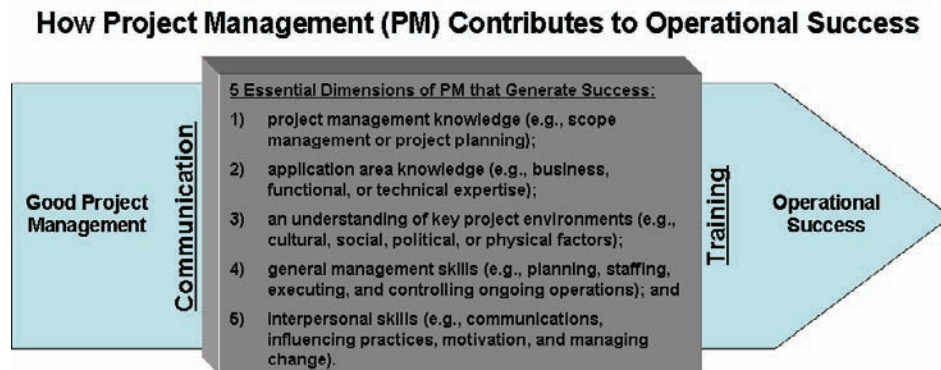 How Project Management (PM) Contributes to Operational Success
Good Project
Management
Communication
5 Essential Dimensions of PM that Generate Success:
1) project management knowledge (e.g., scope
management or project planning);
2) application area knowledge (e.g., business,
functional, or technical expertise);
3) an understanding of key project environments (e.g.,
cultural, social, political, or physical factors);
4) general management skills (e.g., planning, staffing,
executing, and controlling ongoing operations); and
5) interpersonal skills (e.g., communications,
influencing practices, motivation, and managing
change).
Training
Operational
Success